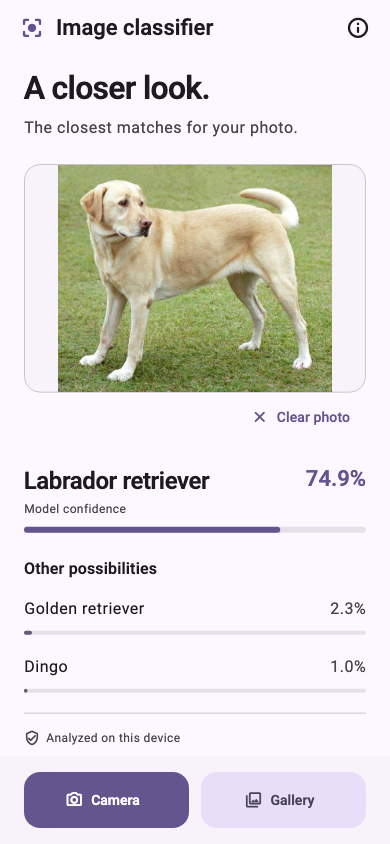 Image classifier
A closer look.
The closest matches for your photo.
Clear photo
Labrador retriever 74.9%
Model confidence
Other possibilities
Golden retriever 2.3%
Dingo 1.0%
Analyzed on this device
Camera Gallery